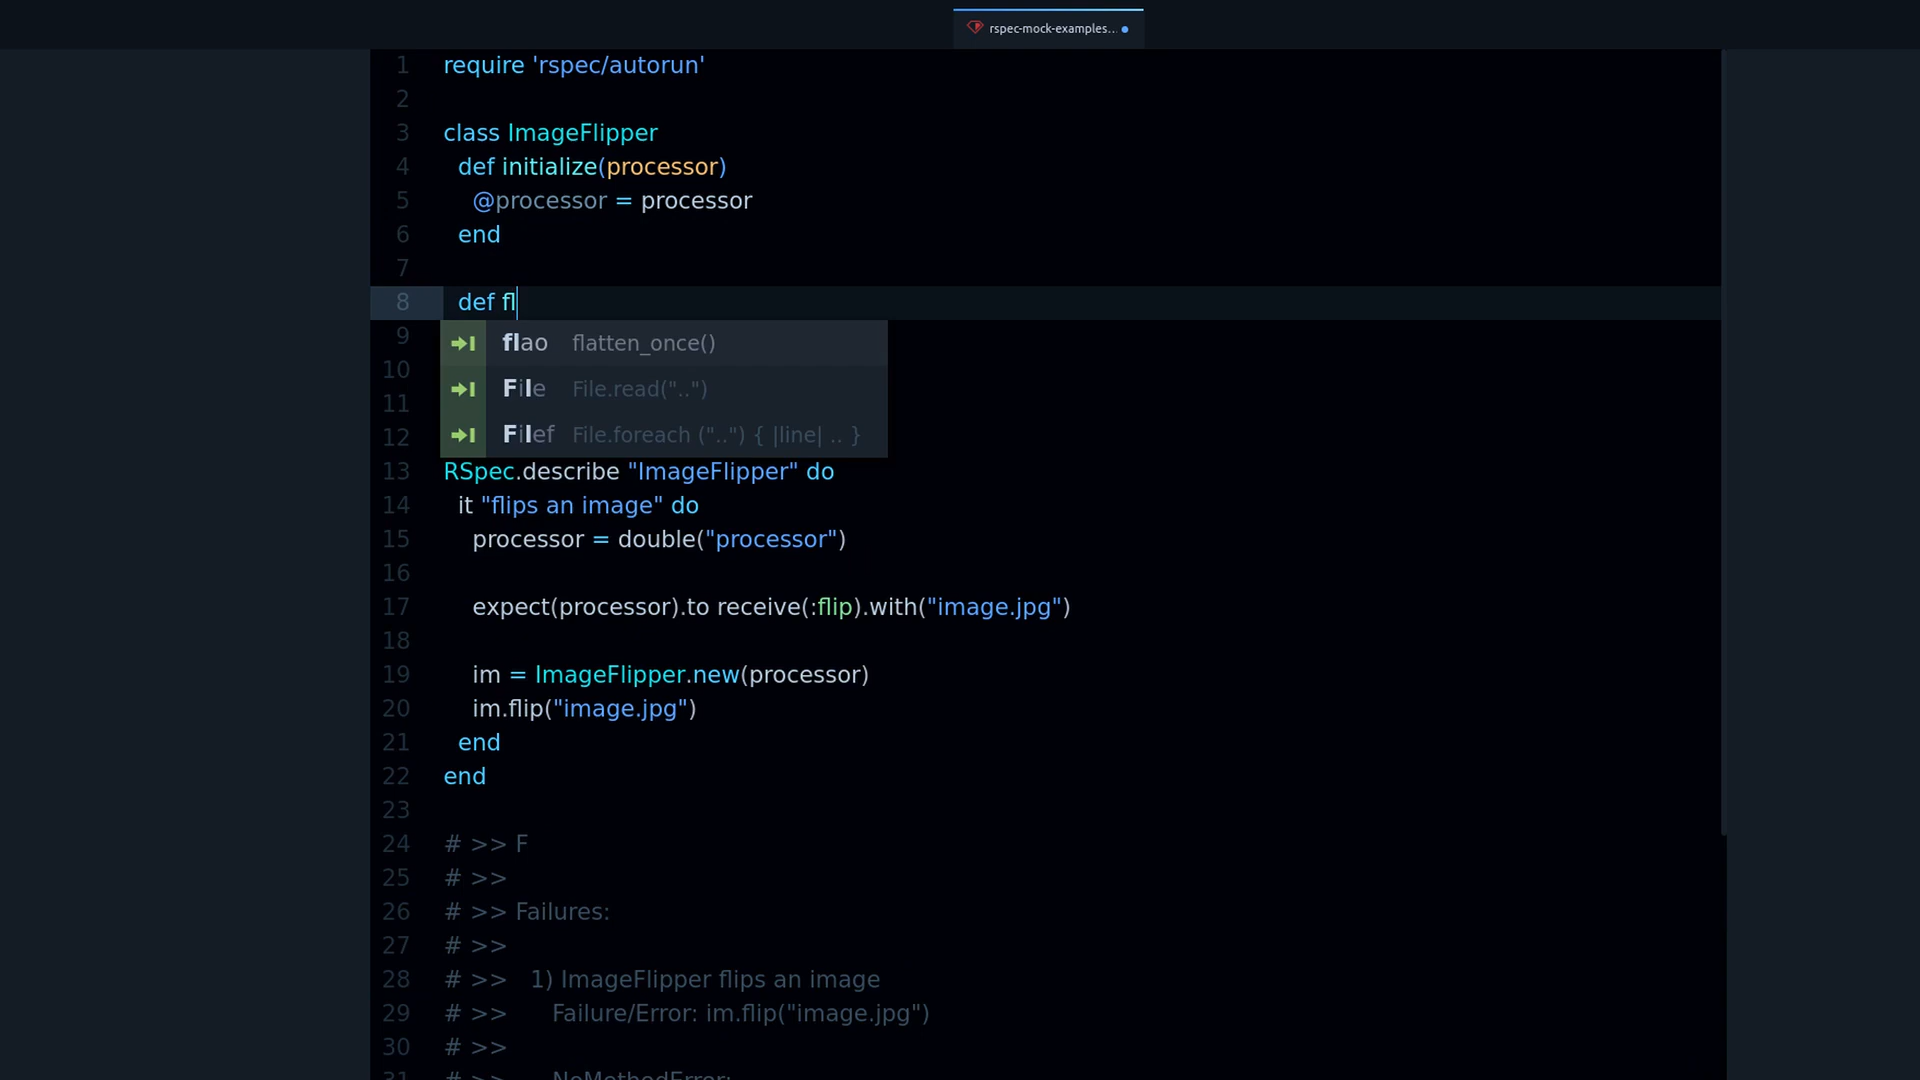 rspec-mock-examples...
1 require 'rspec/autorun'
2
3 class ImageFlipper
4 def initialize(processor)
5 @processor = processor
6 end
7
8 def fl
9 flao flatten_once()
10 File File.read("..")
11
12 Filef File.foreach ("..") { |line| .. }
13 RSpec.describe "ImageFlipper" do
14 it "flips an image" do
15 processor = double("processor")
16
17 expect(processor).to receive(:flip).with("image.jpg")
18
19 im = ImageFlipper.new(processor)
20 im.flip("image.jpg")
21 end
22 end
23
24 # >> F
25 # >>
26 # >> Failures:
27 # >>
28 # >> 1) ImageFlipper flips an image
29 # >> Failure/Error: im.flip("image.jpg")
30 # >>
31 # >> NoMethodError: